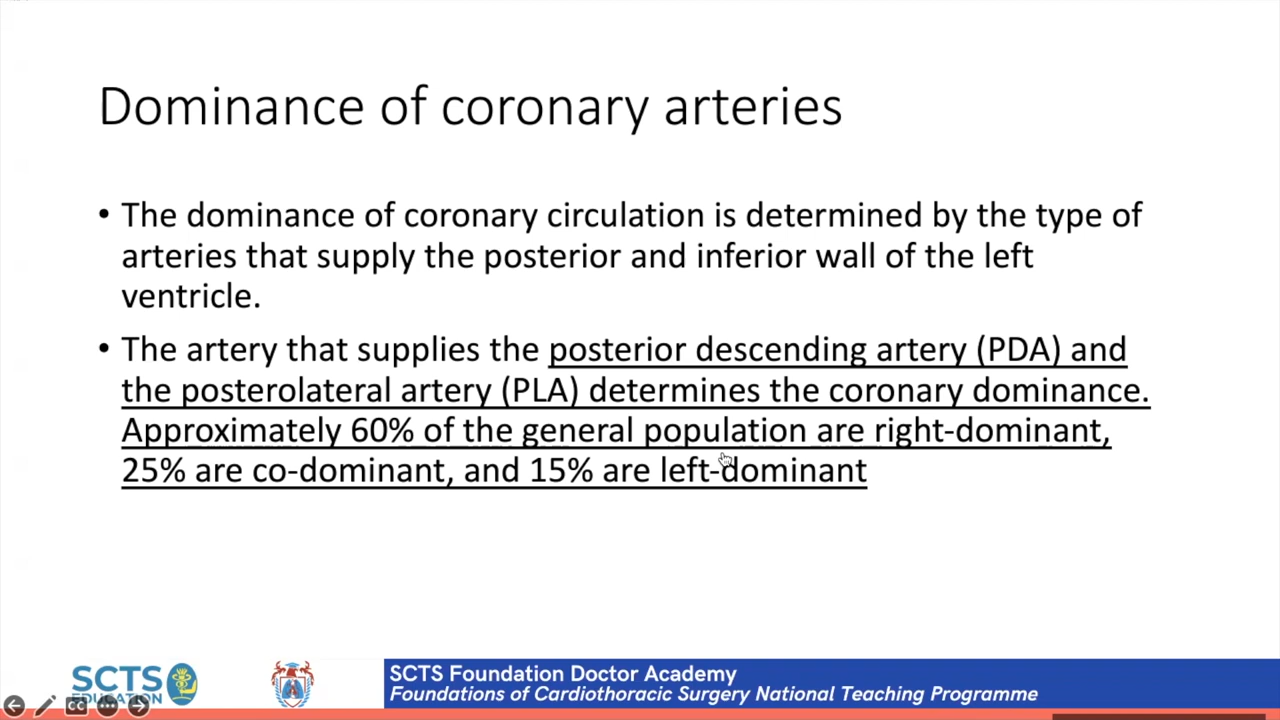 Dominance of coronary arteries
• The dominance of coronary circulation is determined by the type of
arteries that supply the posterior and inferior wall of the left
ventricle.
• The artery that supplies the posterior descending artery (PDA) and
the posterolateral artery (PLA) determines the coronary dominance.
Approximately 60% of the general population are right-dominant,
25% are co-dominant, and 15% are left-dominant
SCTS
EDUCATION
SCTS Foundation Doctor Academy
Foundations of Cardiothoracic Surgery National Teaching Programme
CC